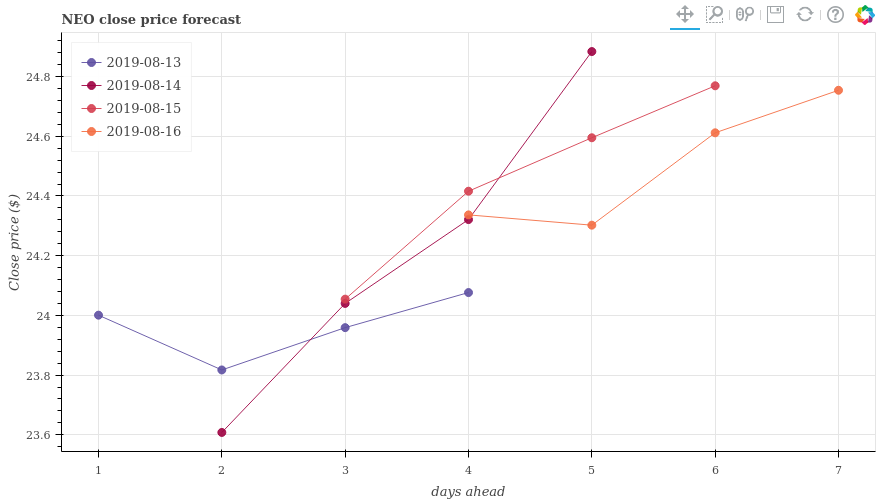 NEO close price forecast
2019-08-13
2019-08-14
2019-08-15
2019-08-16
Close price ($)
24.8
24.6
24.4
24.2
24
23.8
23.6
1 2 3 4 5 6 7
days ahead